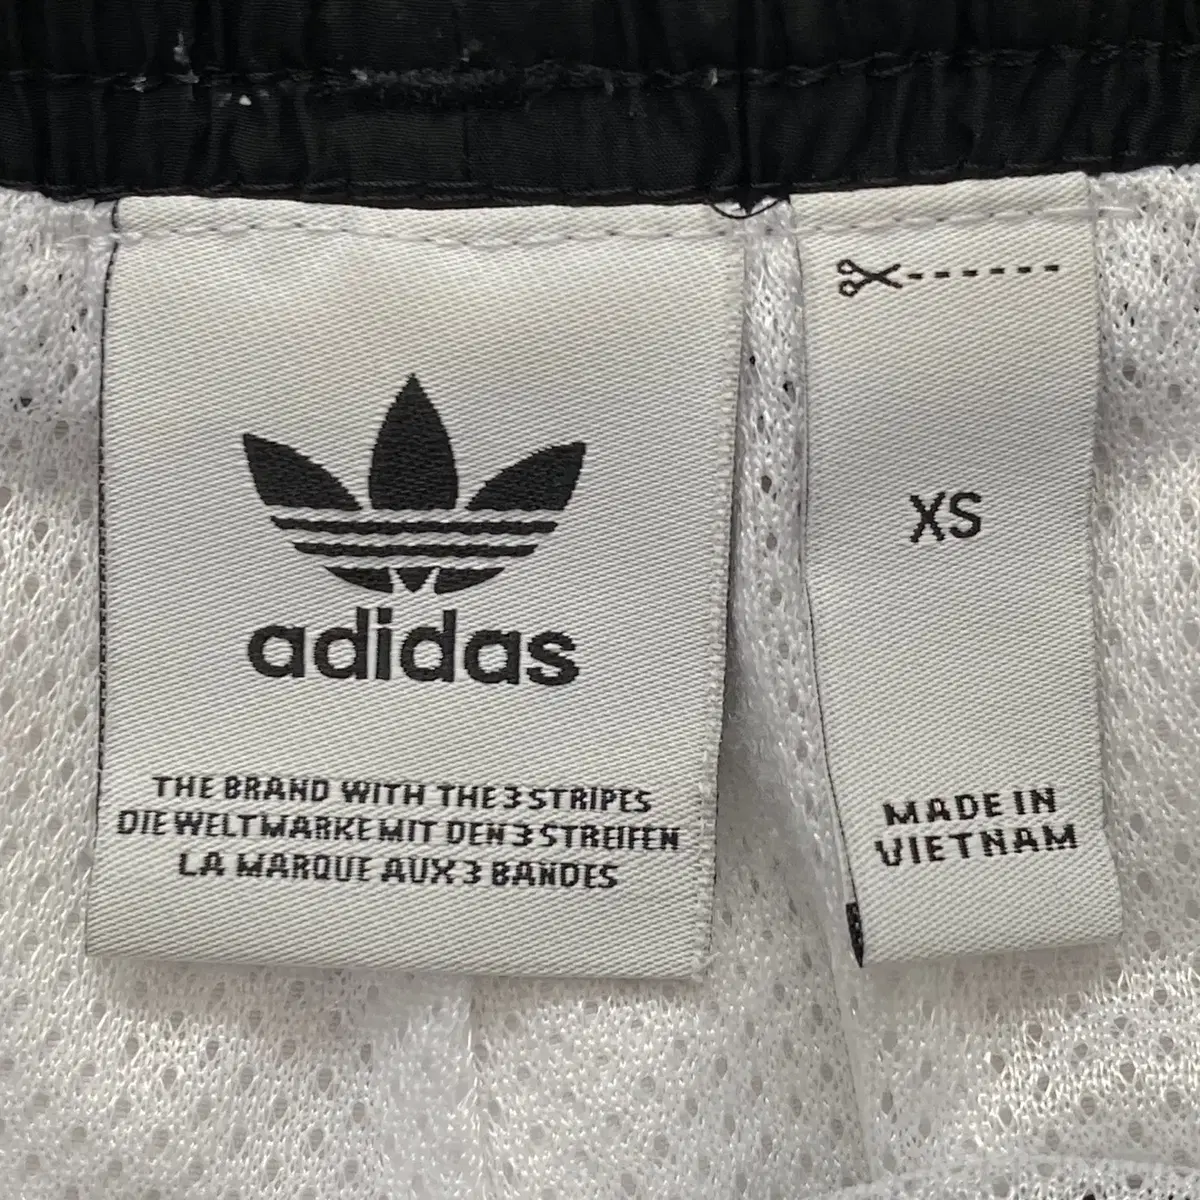 adidas
THE BRAND WITH THE 3 STRIPES
DIE WELTMARKE MIT DEN 3 STREIFEN
LA MARQUE AUX 3 BANDES
XS
MADE IN
VIETNAM